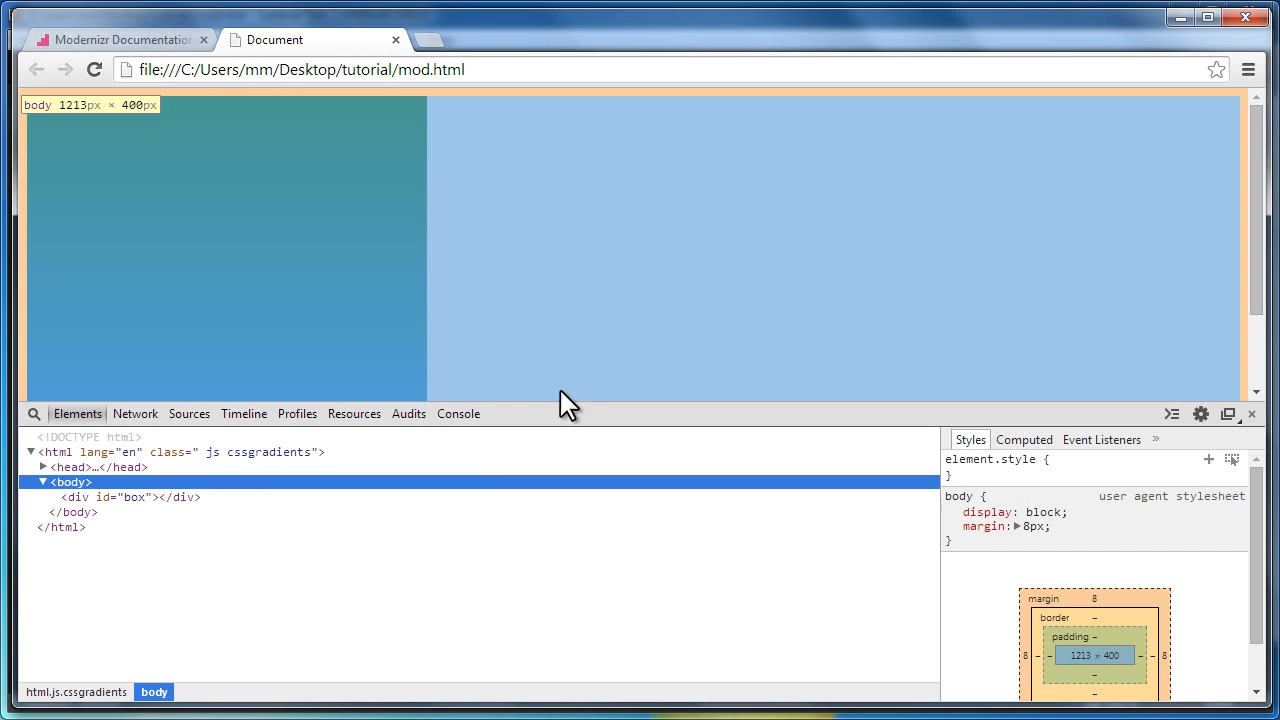 Modernizr Documentation
Document
file:///C:/Users/mm/Desktop/tutorial/mod.html
body 1213px × 400px
Elements Network Sources Timeline Profiles Resources Audits Console
<!DOCTYPE html>
<html lang="en" class=" js cssgradients">
<head>…</head>
<body>
<div id="box"></div>
</body>
</html>
html.js.cssgradients body
Styles Computed Event Listeners »
element.style {
}
body { user agent stylesheet
display: block;
margin: 8px;
}
margin 8
border –
padding –
8 – – 1213 × 400 – – 8
–
–